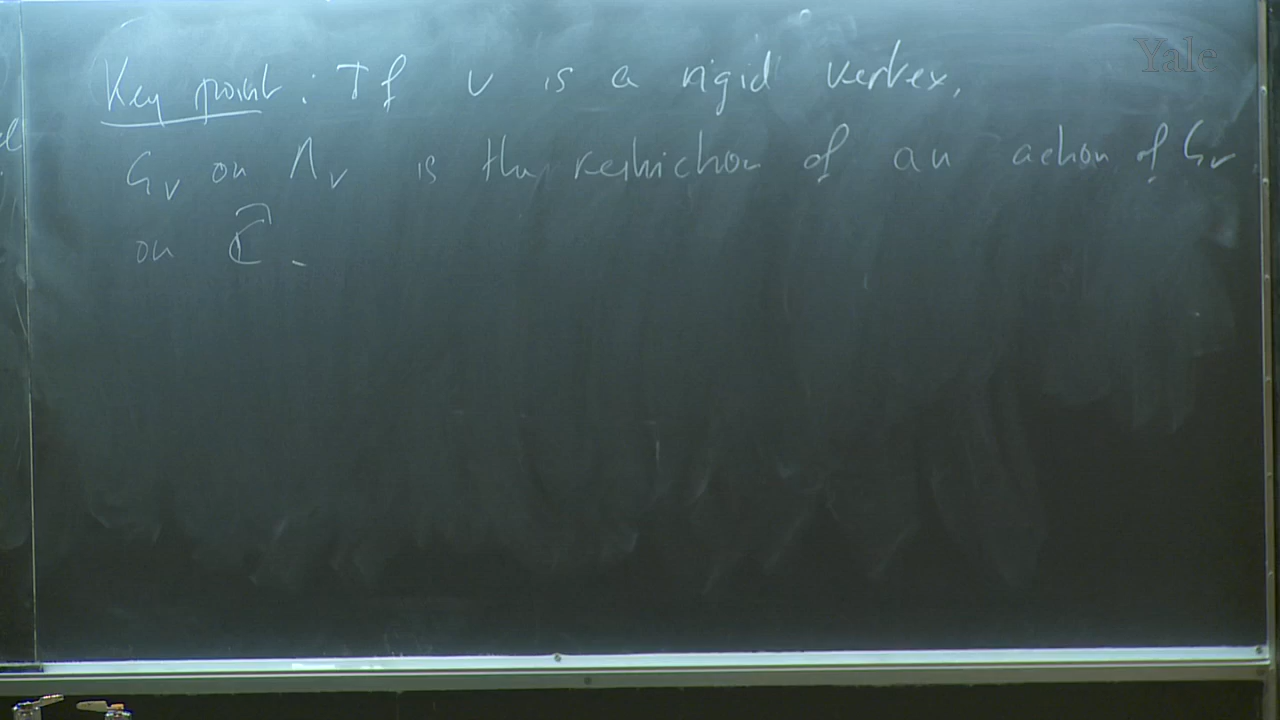 Key point : If v is a rigid vertex,
G_v on Λ_v is the restriction of an action of G_v
on \hat{ℂ}.
Yale